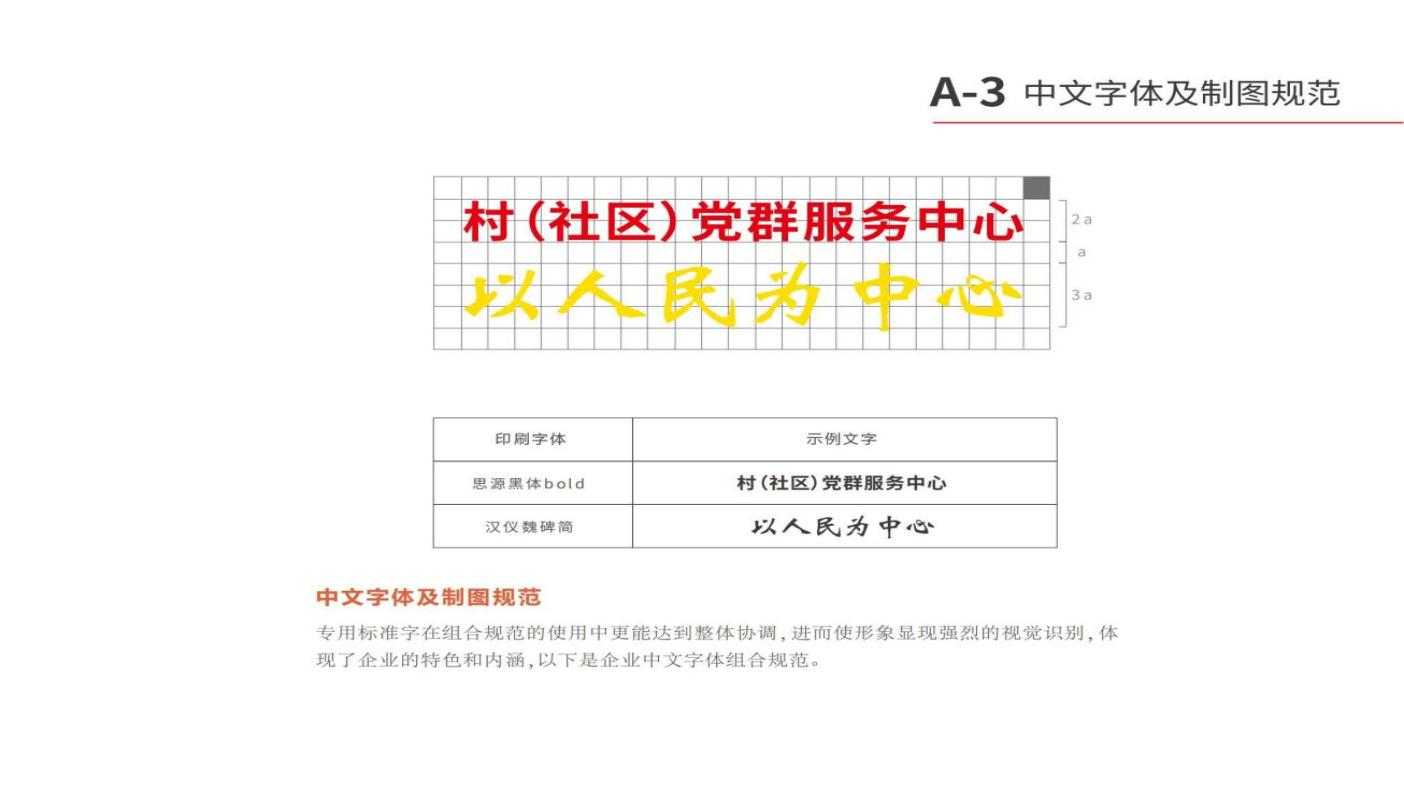 A-3 中文字体及制图规范
村(社区)党群服务中心
2a
a
以人民为中心
3a
印刷字体 示例文字
思源黑体bold 村(社区)党群服务中心
汉仪魏碑简 以人民为中心
中文字体及制图规范
专用标准字在组合规范的使用中更能达到整体协调,进而使形象显现强烈的视觉识别,体
现了企业的特色和内涵,以下是企业中文字体组合规范。